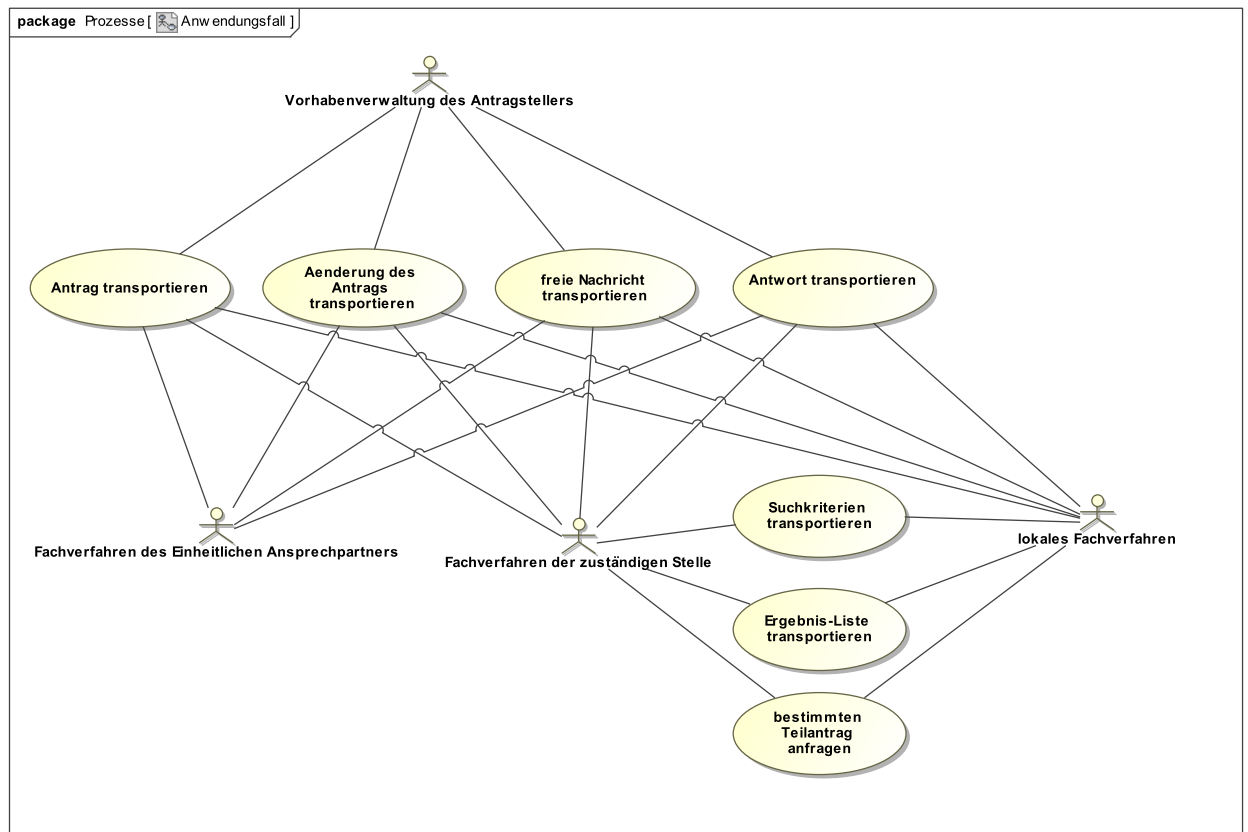 package Prozesse [ Anwendungsfall ]
Vorhabenverwaltung des Antragstellers
Antrag transportieren
Aenderung des
Antrags
transportieren
freie Nachricht
transportieren
Antwort transportieren
Suchkriterien
transportieren
Fachverfahren des Einheitlichen Ansprechpartners
Fachverfahren der zuständigen Stelle
lokales Fachverfahren
Ergebnis-Liste
transportieren
bestimmten
Teilantrag
anfragen